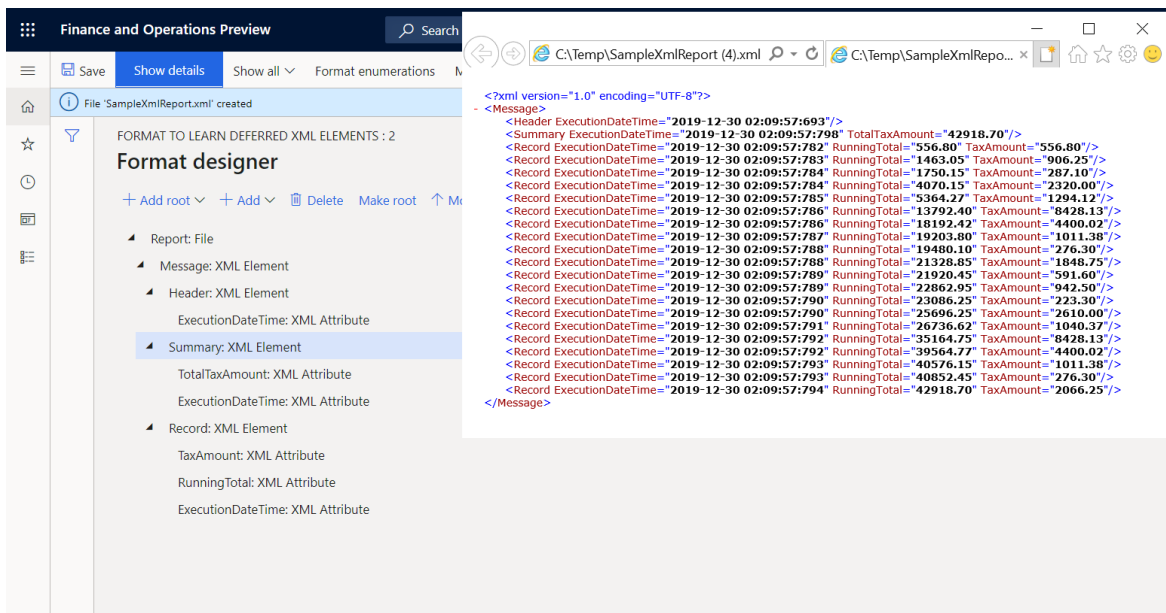 Finance and Operations Preview
Search
Save Show details Show all Format enumerations M
File 'SampleXmlReport.xml' created
FORMAT TO LEARN DEFERRED XML ELEMENTS : 2
Format designer
Add root Add Delete Make root Mo
Report: File
Message: XML Element
Header: XML Element
ExecutionDateTime: XML Attribute
Summary: XML Element
TotalTaxAmount: XML Attribute
ExecutionDateTime: XML Attribute
Record: XML Element
TaxAmount: XML Attribute
RunningTotal: XML Attribute
ExecutionDateTime: XML Attribute
C:\Temp\SampleXmlReport (4).xml C:\Temp\SampleXmlRepo...
<?xml version="1.0" encoding="UTF-8"?>
- <Message>
<Header ExecutionDateTime="2019-12-30 02:09:57:693"/>
<Summary ExecutionDateTime="2019-12-30 02:09:57:798" TotalTaxAmount="42918.70"/>
<Record ExecutionDateTime="2019-12-30 02:09:57:782" RunningTotal="556.80" TaxAmount="556.80"/>
<Record ExecutionDateTime="2019-12-30 02:09:57:783" RunningTotal="1463.05" TaxAmount="906.25"/>
<Record ExecutionDateTime="2019-12-30 02:09:57:784" RunningTotal="1750.15" TaxAmount="287.10"/>
<Record ExecutionDateTime="2019-12-30 02:09:57:784" RunningTotal="4070.15" TaxAmount="2320.00"/>
<Record ExecutionDateTime="2019-12-30 02:09:57:785" RunningTotal="5364.27" TaxAmount="1294.12"/>
<Record ExecutionDateTime="2019-12-30 02:09:57:786" RunningTotal="13792.40" TaxAmount="8428.13"/>
<Record ExecutionDateTime="2019-12-30 02:09:57:786" RunningTotal="18192.42" TaxAmount="4400.02"/>
<Record ExecutionDateTime="2019-12-30 02:09:57:787" RunningTotal="19203.80" TaxAmount="1011.38"/>
<Record ExecutionDateTime="2019-12-30 02:09:57:788" RunningTotal="19480.10" TaxAmount="276.30"/>
<Record ExecutionDateTime="2019-12-30 02:09:57:788" RunningTotal="21328.85" TaxAmount="1848.75"/>
<Record ExecutionDateTime="2019-12-30 02:09:57:789" RunningTotal="21920.45" TaxAmount="591.60"/>
<Record ExecutionDateTime="2019-12-30 02:09:57:789" RunningTotal="22862.95" TaxAmount="942.50"/>
<Record ExecutionDateTime="2019-12-30 02:09:57:790" RunningTotal="23086.25" TaxAmount="223.30"/>
<Record ExecutionDateTime="2019-12-30 02:09:57:790" RunningTotal="25696.25" TaxAmount="2610.00"/>
<Record ExecutionDateTime="2019-12-30 02:09:57:791" RunningTotal="26736.62" TaxAmount="1040.37"/>
<Record ExecutionDateTime="2019-12-30 02:09:57:792" RunningTotal="35164.75" TaxAmount="8428.13"/>
<Record ExecutionDateTime="2019-12-30 02:09:57:792" RunningTotal="39564.77" TaxAmount="4400.02"/>
<Record ExecutionDateTime="2019-12-30 02:09:57:793" RunningTotal="40576.15" TaxAmount="1011.38"/>
<Record ExecutionDateTime="2019-12-30 02:09:57:793" RunningTotal="40852.45" TaxAmount="276.30"/>
<Record ExecutionDateTime="2019-12-30 02:09:57:794" RunningTotal="42918.70" TaxAmount="2066.25"/>
</Message>